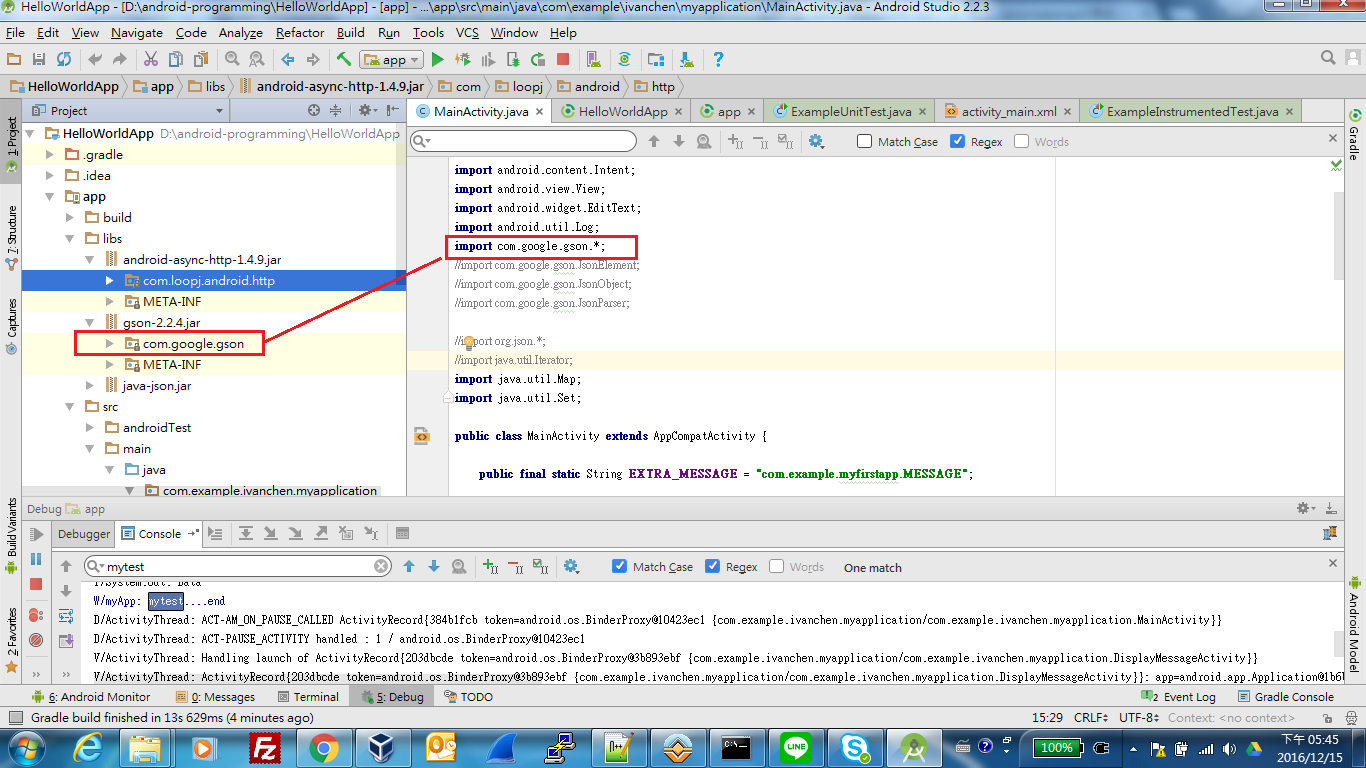 HelloWorldApp - [D:\android-programming\HelloWorldApp] - [app] - ...\app\src\main\java\com\example\ivanchen\myapplication\MainActivity.java - Android Studio 2.2.3
File Edit View Navigate Code Analyze Refactor Build Run Tools VCS Window Help
app
HelloWorldApp app libs android-async-http-1.4.9.jar com loopj android http
Project
MainActivity.java HelloWorldApp app ExampleUnitTest.java activity_main.xml ExampleInstrumentedTest.java
Match Case Regex Words
1: Project
7: Structure
Captures
Build Variants
2: Favorites
HelloWorldApp D:\android-programming\HelloWorldApp
.gradle
.idea
app
build
libs
android-async-http-1.4.9.jar
com.loopj.android.http
META-INF
gson-2.2.4.jar
com.google.gson
META-INF
java-json.jar
src
androidTest
main
java
com.example.ivanchen.myapplication
import android.content.Intent;
import android.view.View;
import android.widget.EditText;
import android.util.Log;
import com.google.gson.*;
//import com.google.gson.JsonElement;
//import com.google.gson.JsonObject;
//import com.google.gson.JsonParser;
//import org.json.*;
//import java.util.Iterator;
import java.util.Map;
import java.util.Set;
public class MainActivity extends AppCompatActivity {
public final static String EXTRA_MESSAGE = "com.example.myfirstapp.MESSAGE";
Gradle
Android Model
Debug app
Debugger Console
mytest
Match Case Regex Words One match
I/System.out: Data
W/myApp: mytest....end
D/ActivityThread: ACT-AM_ON_PAUSE_CALLED ActivityRecord{384b1fcb token=android.os.BinderProxy@10423ec1 {com.example.ivanchen.myapplication/com.example.ivanchen.myapplication.MainActivity}}
D/ActivityThread: ACT-PAUSE_ACTIVITY handled : 1 / android.os.BinderProxy@10423ec1
V/ActivityThread: Handling launch of ActivityRecord{203dbcde token=android.os.BinderProxy@3b893ebf {com.example.ivanchen.myapplication/com.example.ivanchen.myapplication.DisplayMessageActivity}}
V/ActivityThread: ActivityRecord{203dbcde token=android.os.BinderProxy@3b893ebf {com.example.ivanchen.myapplication/com.example.ivanchen.myapplication.DisplayMessageActivity}}: app=android.app.Application@1b6b
6: Android Monitor 0: Messages Terminal 5: Debug TODO 2 Event Log Gradle Console
Gradle build finished in 13s 629ms (4 minutes ago) 15:29 CRLF UTF-8 Context: <no context>
100%
下午 05:45
2016/12/15